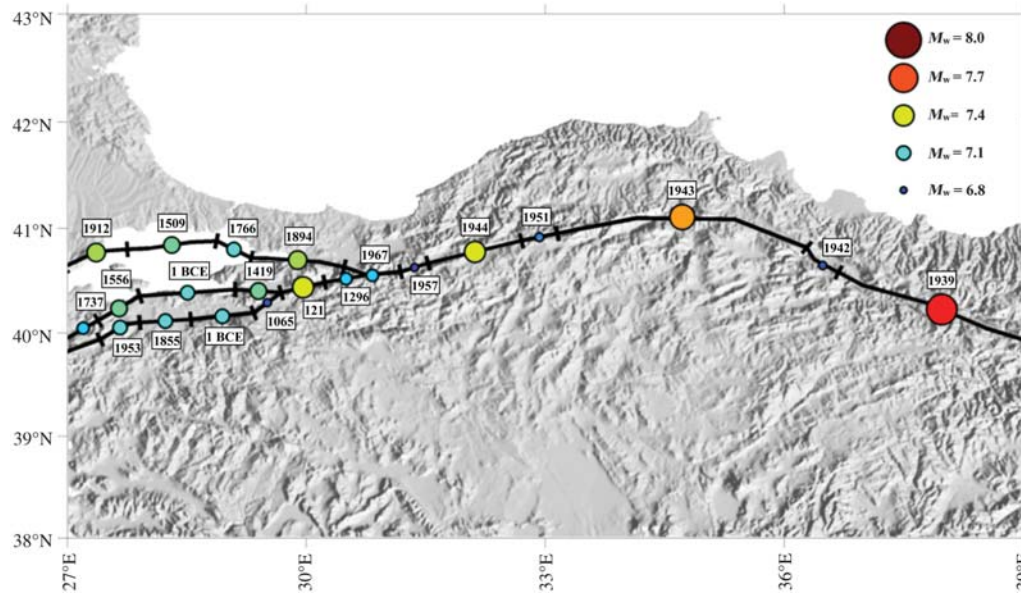 43°N
42°N
41°N
40°N
39°N
38°N
27°E
30°E
33°E
36°E
39°E
Mw = 8.0
Mw = 7.7
Mw = 7.4
Mw = 7.1
Mw = 6.8
1912
1509
1766
1894
1967
1944
1951
1943
1942
1939
1737
1556
1 BCE
1419
1953
1855
1 BCE
1065
121
1296
1957